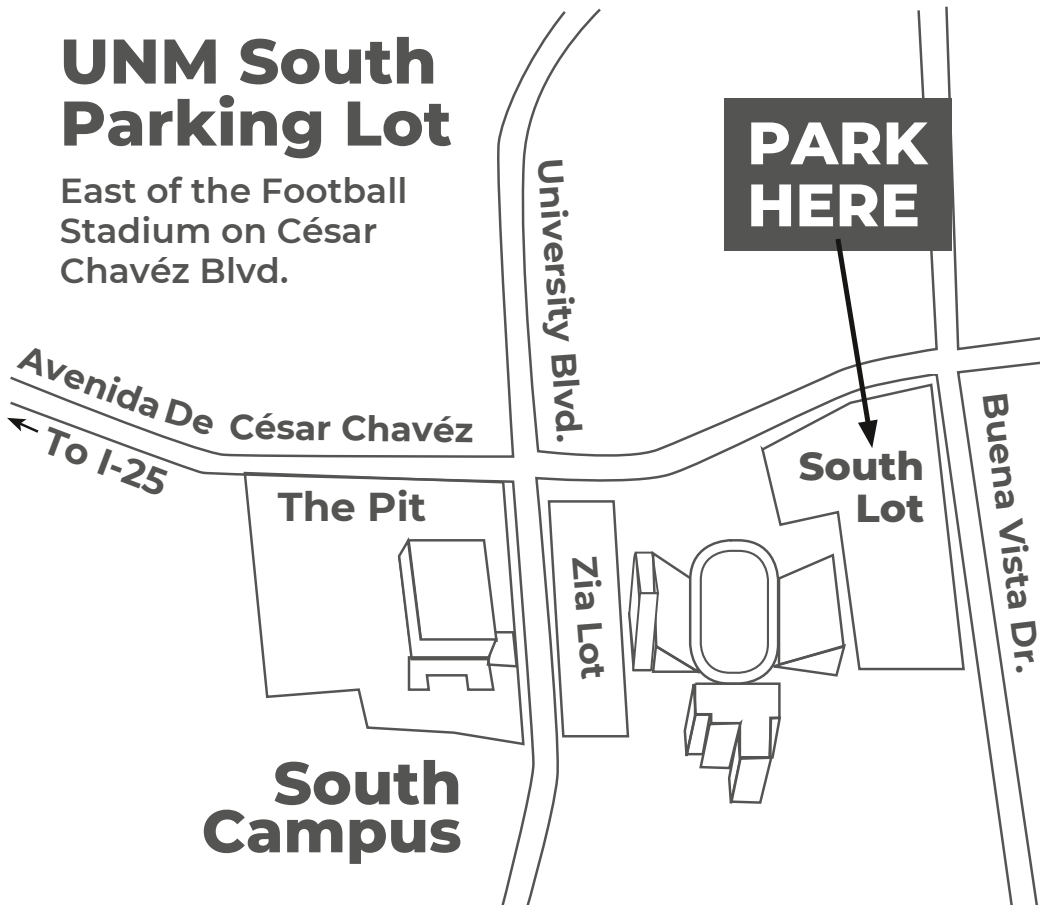 UNM South
Parking Lot
East of the Football
Stadium on César
Chavéz Blvd.
PARK
HERE
University Blvd.
Avenida De César Chavéz
To I-25
The Pit
South
Lot
Buena Vista Dr.
Zia Lot
South
Campus